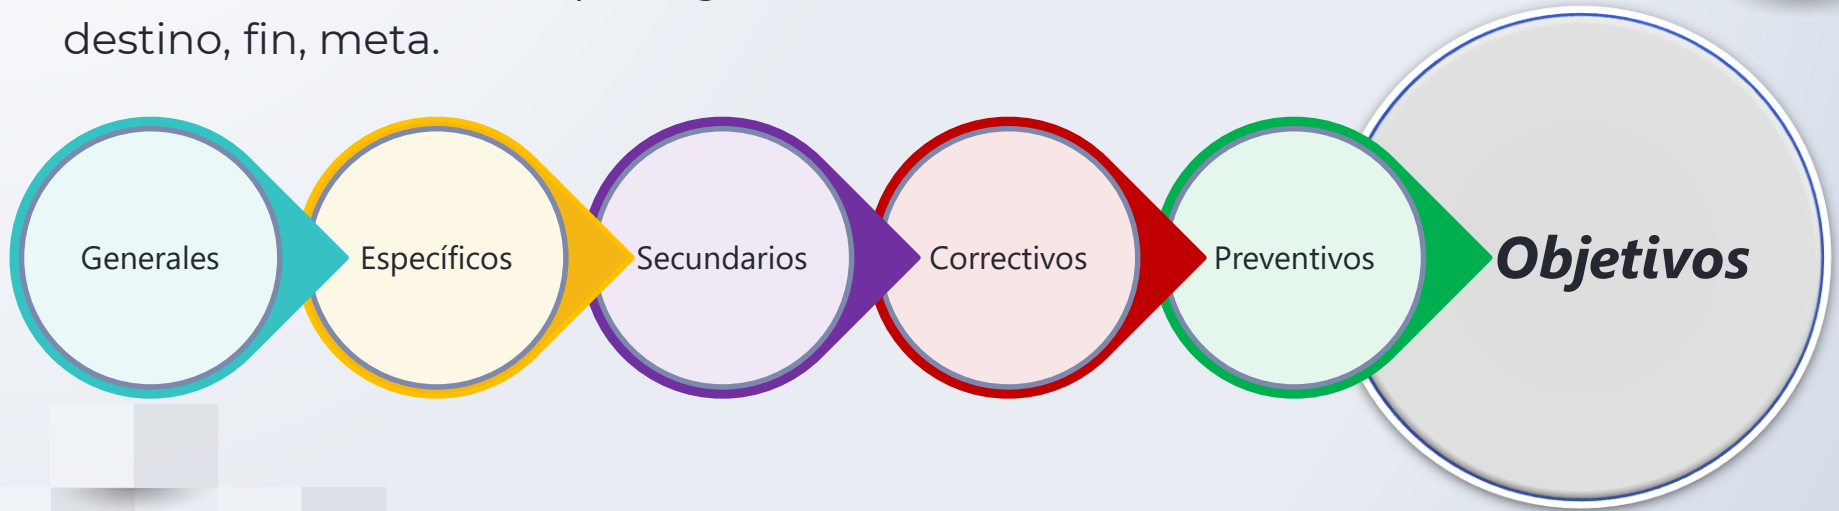 destino, fin, meta.
Generales
Específicos
Secundarios
Correctivos
Preventivos
Objetivos